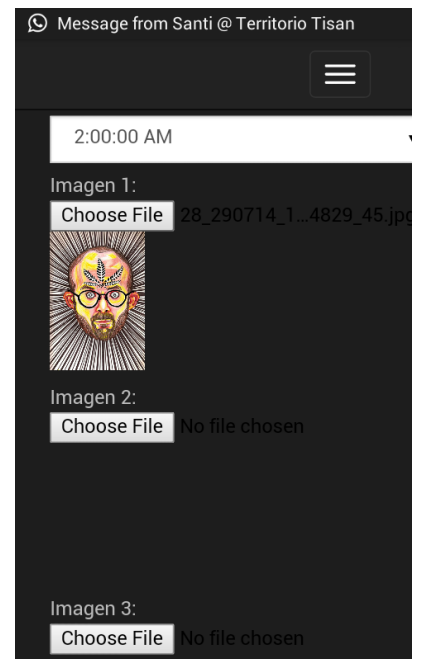 Message from Santi @ Territorio Tisan
2:00:00 AM
Imagen 1:
Choose File 28_290714_1...4829_45.jpg
Imagen 2:
Choose File No file chosen
Imagen 3:
Choose File No file chosen